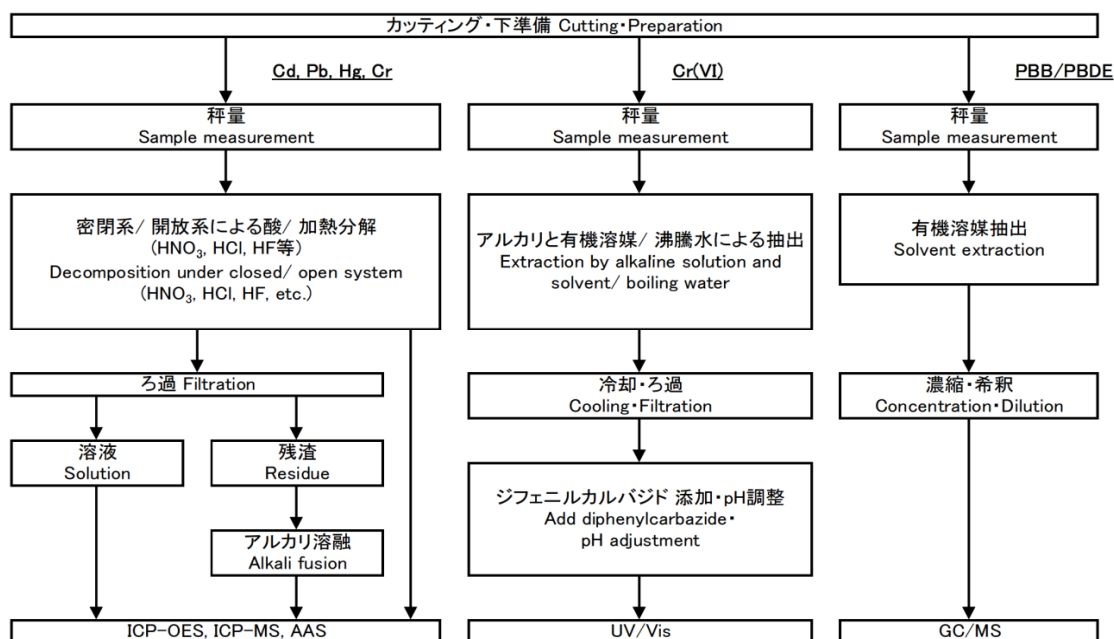 カッティング・下準備 Cutting・Preparation
Cd, Pb, Hg, Cr
Cr(VI)
PBB/PBDE
秤量
Sample measurement
秤量
Sample measurement
秤量
Sample measurement
密閉系/ 開放系による酸/ 加熱分解
(HNO₃, HCl, HF等)
Decomposition under closed/ open system
(HNO₃, HCl, HF, etc.)
アルカリと有機溶媒/ 沸騰水による抽出
Extraction by alkaline solution and
solvent/ boiling water
有機溶媒抽出
Solvent extraction
ろ過 Filtration
冷却・ろ過
Cooling・Filtration
濃縮・希釈
Concentration・Dilution
溶液
Solution
残渣
Residue
ジフェニルカルバジド 添加・pH調整
Add diphenylcarbazide・
pH adjustment
アルカリ溶融
Alkali fusion
ICP-OES, ICP-MS, AAS
UV/Vis
GC/MS